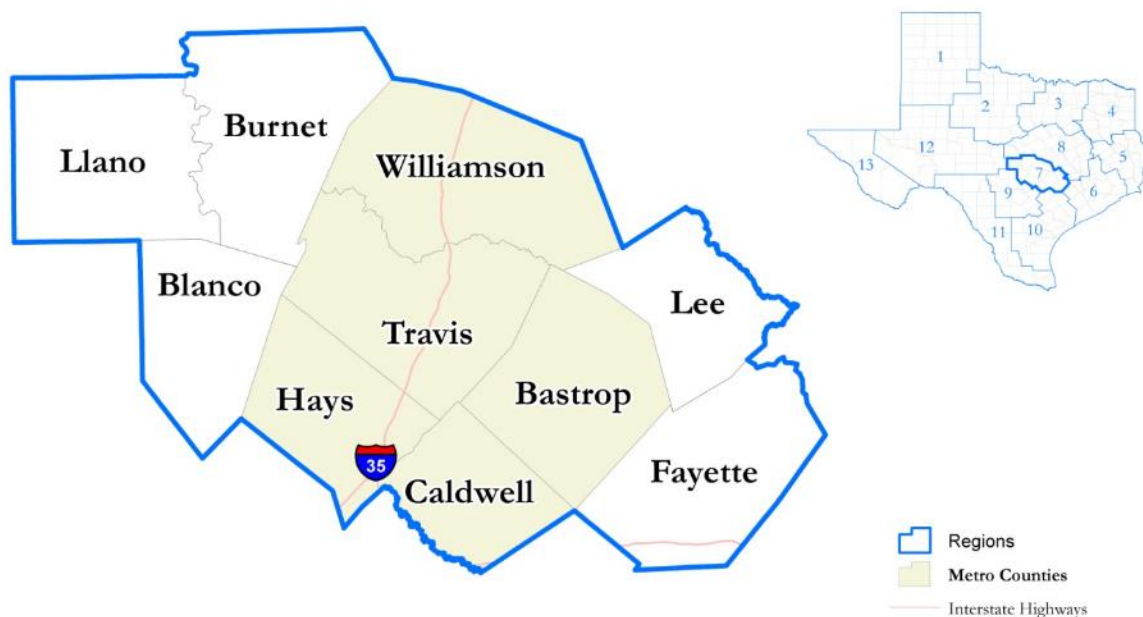 Burnet
Llano
Williamson
Blanco
Lee
Travis
Hays
Bastrop
35
Caldwell
Fayette
1
2
3
4
12
8
5
13
7
9
6
11
10
Regions
Metro Counties
Interstate Highways